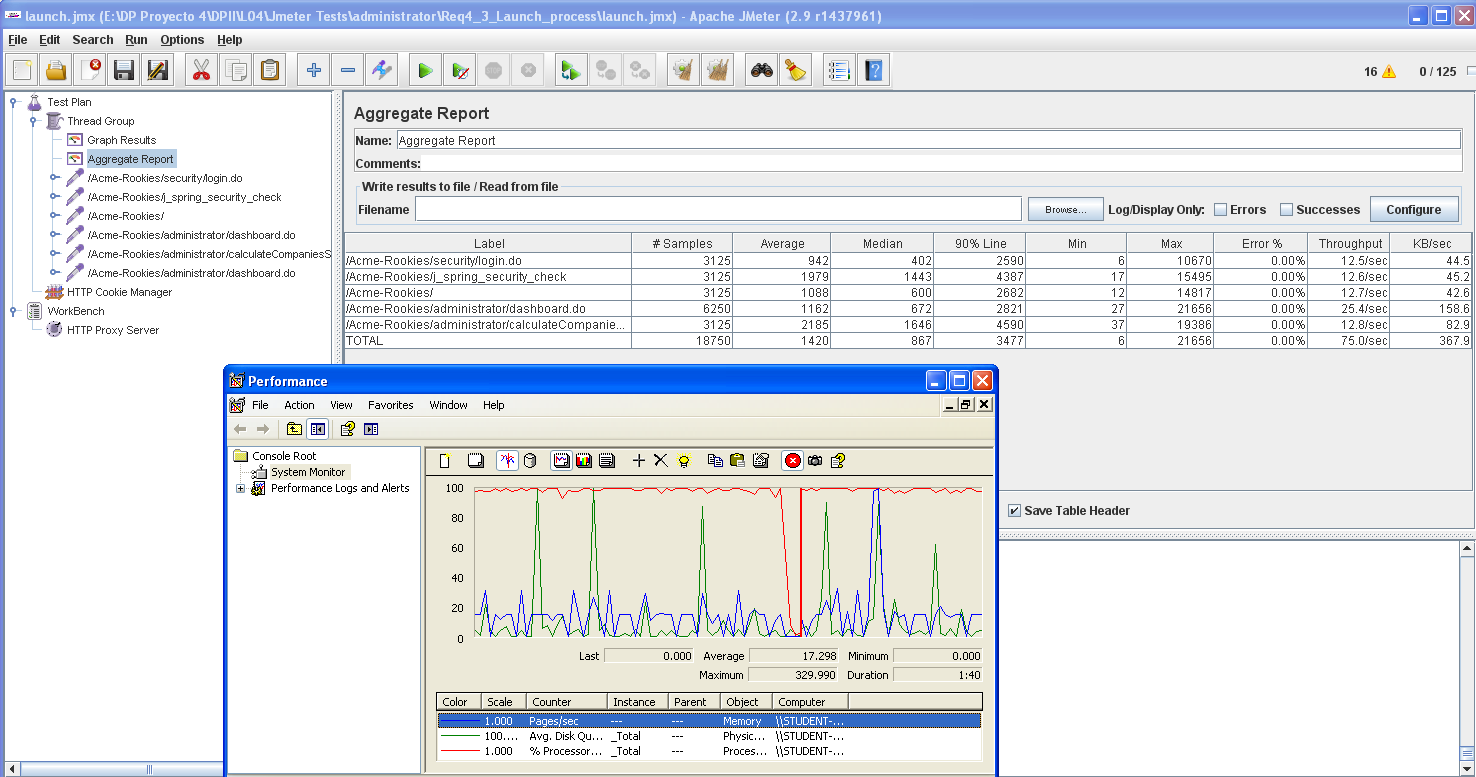 launch.jmx (E:\DP Proyecto 4\DPII\L04\Jmeter Tests\administrator\Req4_3_Launch_process\launch.jmx) - Apache JMeter (2.9 r1437961)
File Edit Search Run Options Help
16 0 / 125
Test Plan
Thread Group
Graph Results
Aggregate Report
/Acme-Rookies/security/login.do
/Acme-Rookies/j_spring_security_check
/Acme-Rookies/
/Acme-Rookies/administrator/dashboard.do
/Acme-Rookies/administrator/calculateCompaniesS
/Acme-Rookies/administrator/dashboard.do
HTTP Cookie Manager
WorkBench
HTTP Proxy Server
Aggregate Report
Name: Aggregate Report
Comments:
Write results to file / Read from file
Filename Browse... Log/Display Only: Errors Successes Configure
Label # Samples Average Median 90% Line Min Max Error % Throughput KB/sec
/Acme-Rookies/security/login.do 3125 942 402 2590 6 10670 0.00% 12.5/sec 44.5
/Acme-Rookies/j_spring_security_check 3125 1979 1443 4387 17 15495 0.00% 12.6/sec 45.2
/Acme-Rookies/ 3125 1088 600 2682 12 14817 0.00% 12.7/sec 42.6
/Acme-Rookies/administrator/dashboard.do 6250 1162 672 2821 27 21656 0.00% 25.4/sec 158.6
/Acme-Rookies/administrator/calculateCompanie... 3125 2185 1646 4590 37 19386 0.00% 12.8/sec 82.9
TOTAL 18750 1420 867 3477 6 21656 0.00% 75.0/sec 367.9
Save Table Header
Performance
File Action View Favorites Window Help
Console Root
System Monitor
Performance Logs and Alerts
100
80
60
40
20
0
Last 0.000 Average 17.298 Minimum 0.000
Maximum 329.990 Duration 1:40
Color Scale Counter Instance Parent Object Computer
1.000 Pages/sec --- --- Memory \\STUDENT-...
100.... Avg. Disk Qu... _Total --- Physic... \\STUDENT-...
1.000 % Processor... _Total --- Proces... \\STUDENT-...